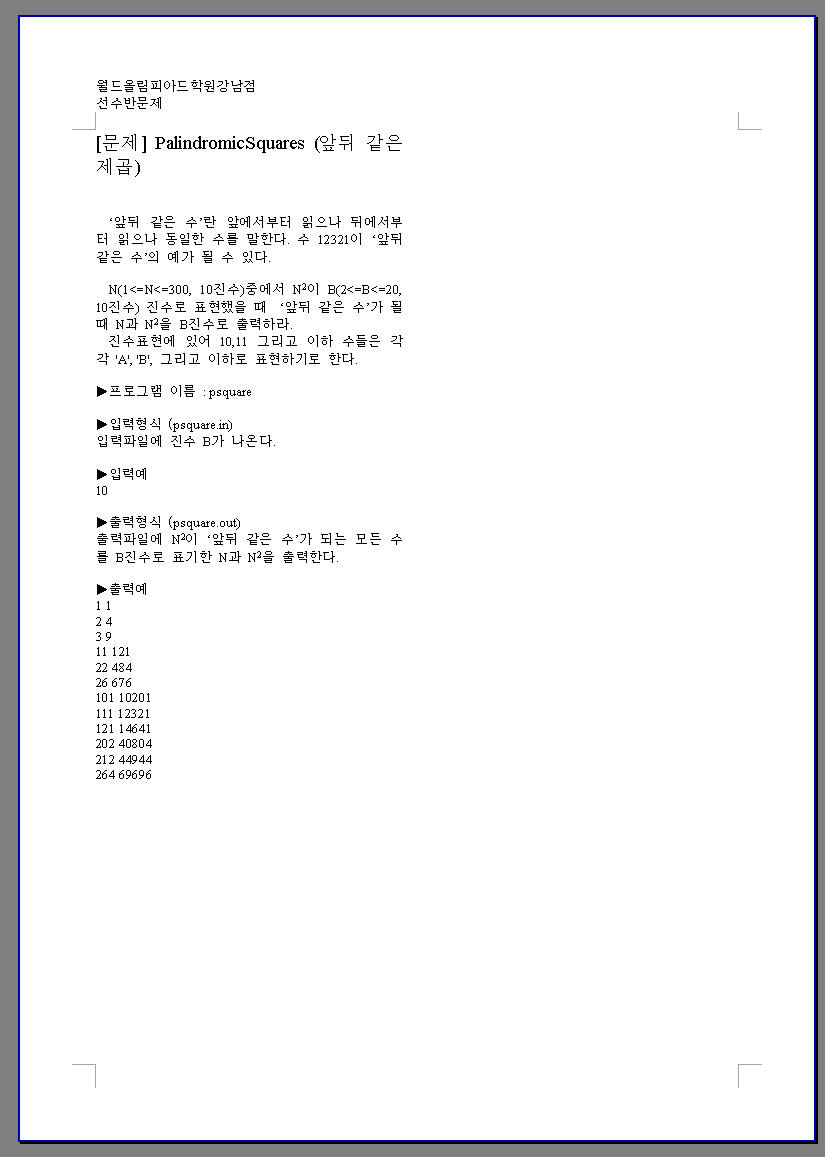 월드올림피아드학원강남점
선수반문제
[문제] PalindromicSquares (앞뒤 같은
제곱)
‘앞뒤 같은 수’란 앞에서부터 읽으나 뒤에서부
터 읽으나 동일한 수를 말한다. 수 12321이 ‘앞뒤
같은 수’의 예가 될 수 있다.
N(1<=N<=300, 10진수)중에서 N²이 B(2<=B<=20,
10진수) 진수로 표현했을 때 ‘앞뒤 같은 수’가 될
때 N과 N²을 B진수로 출력하라.
진수표현에 있어 10,11 그리고 이하 수들은 각
각 'A', 'B', 그리고 이하로 표현하기로 한다.
▶프로그램 이름 : psquare
▶입력형식 (psquare.in)
입력파일에 진수 B가 나온다.
▶입력예
10
▶출력형식 (psquare.out)
출력파일에 N²이 ‘앞뒤 같은 수’가 되는 모든 수
를 B진수로 표기한 N과 N²을 출력한다.
▶출력예
1 1
2 4
3 9
11 121
22 484
26 676
101 10201
111 12321
121 14641
202 40804
212 44944
264 69696